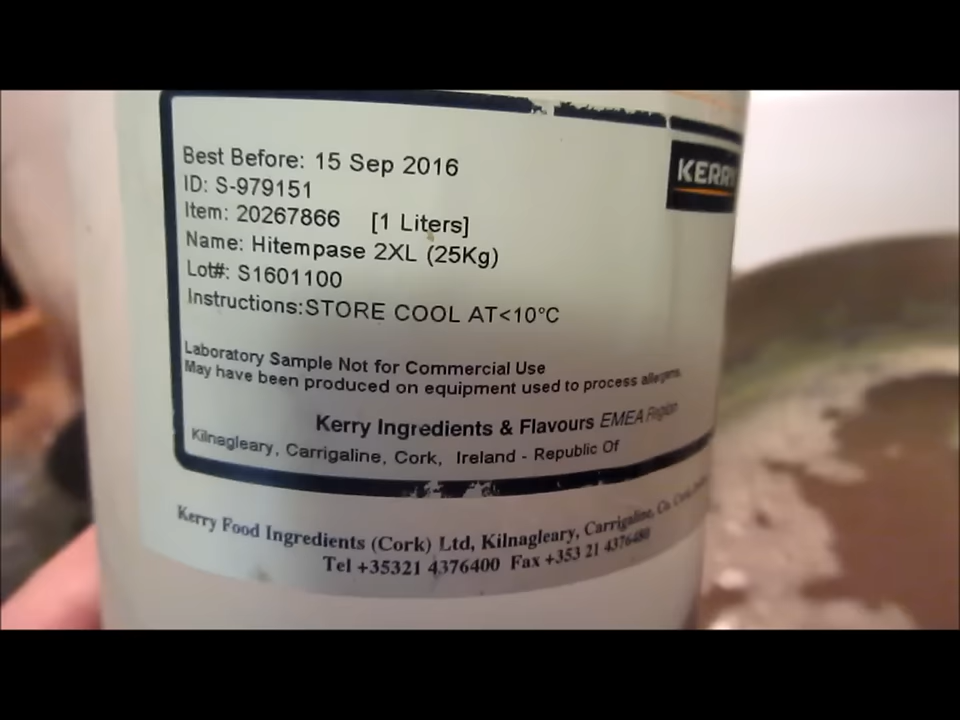 KERRY
Best Before: 15 Sep 2016
ID: S-979151
Item: 20267866 [1 Liters]
Name: Hitempase 2XL (25Kg)
Lot#: S1601100
Instructions:STORE COOL AT<10°C
Laboratory Sample Not for Commercial Use
May have been produced on equipment used to process allergens.
Kerry Ingredients & Flavours EMEA Region
Kilnagleary, Carrigaline, Cork, Ireland - Republic Of
Kerry Food Ingredients (Cork) Ltd, Kilnagleary, Carrigaline, Co. Cork,
Tel +35321 4376400 Fax +353 21 4376480